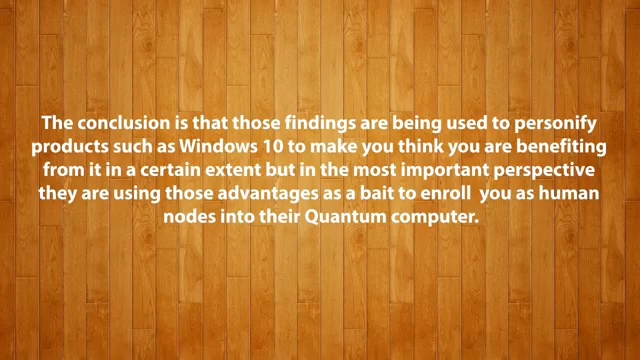 The conclusion is that those findings are being used to personify
products such as Windows 10 to make you think you are benefiting
from it in a certain extent but in the most important perspective
they are using those advantages as a bait to enroll  you as human
nodes into their Quantum computer.